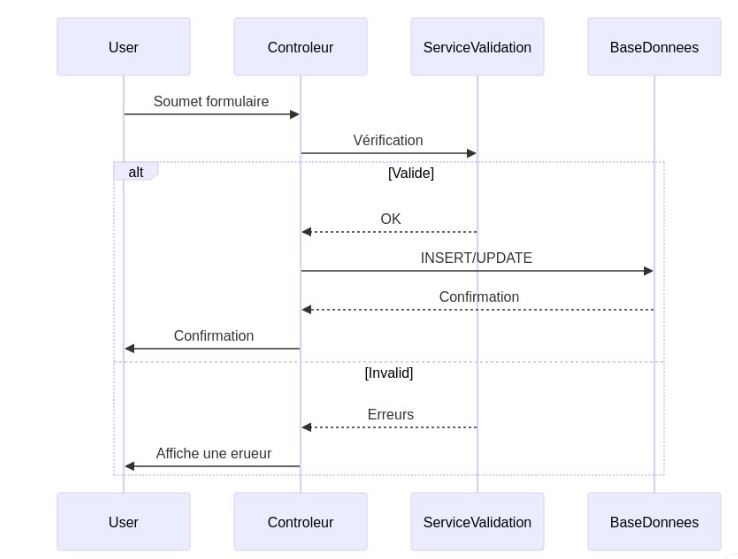 User Controleur ServiceValidation BaseDonnees
Soumet formulaire
Vérification
alt [Valide]
OK
INSERT/UPDATE
Confirmation
Confirmation
[Invalid]
Erreurs
Affiche une erueur
User Controleur ServiceValidation BaseDonnees